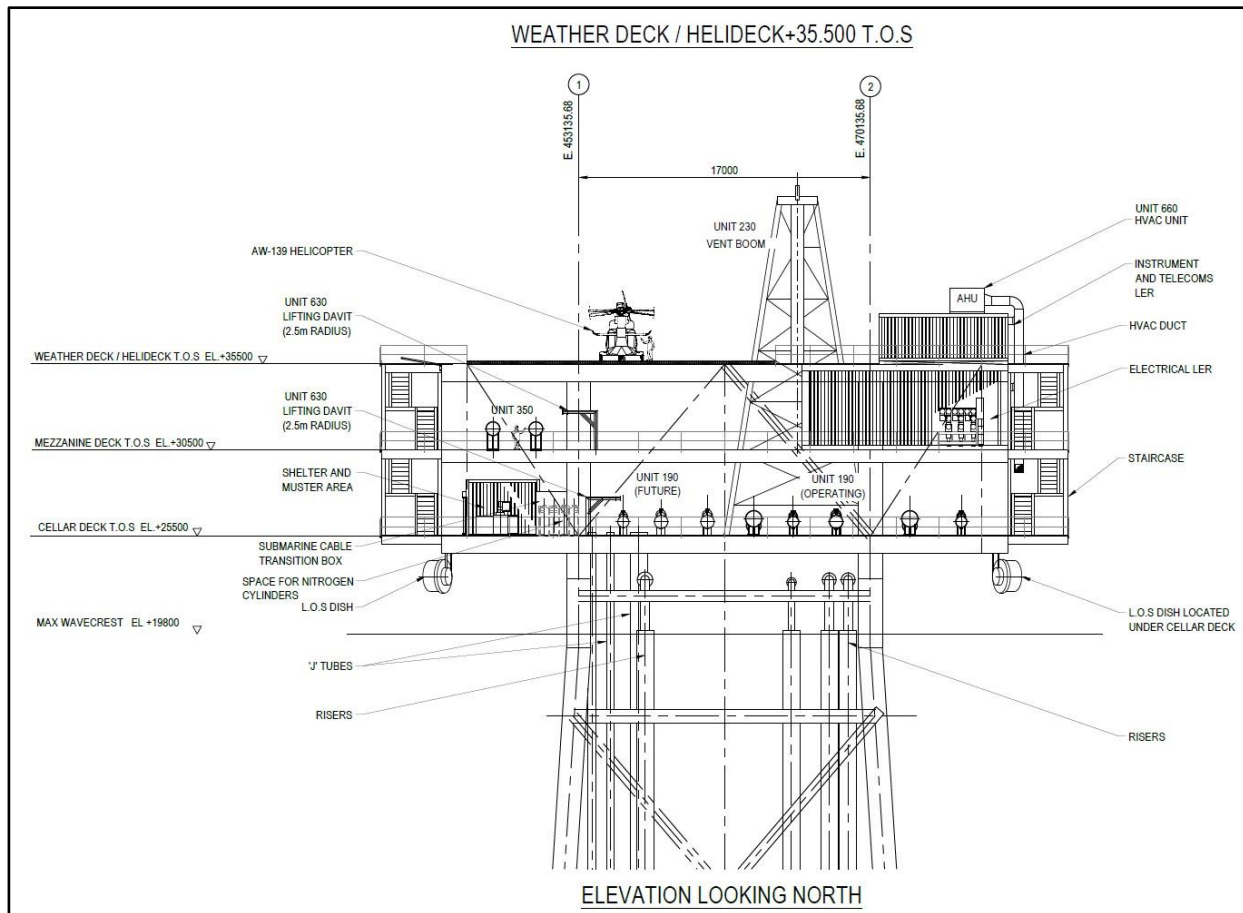 WEATHER DECK / HELIDECK+35.500 T.O.S
1
2
E. 453135.68
E. 470135.68
17000
UNIT 230
VENT BOOM
UNIT 660
HVAC UNIT
AW-139 HELICOPTER
INSTRUMENT
AND TELECOMS
LER
AHU
UNIT 630
LIFTING DAVIT
(2.5m RADIUS)
HVAC DUCT
WEATHER DECK / HELIDECK T.O.S EL.+35500
ELECTRICAL LER
UNIT 630
LIFTING DAVIT
(2.5m RADIUS)
UNIT 350
MEZZANINE DECK T.O.S EL.+30500
STAIRCASE
SHELTER AND
MUSTER AREA
UNIT 190
(FUTURE)
UNIT 190
(OPERATING)
CELLAR DECK T.O.S EL.+25500
SUBMARINE CABLE
TRANSITION BOX
SPACE FOR NITROGEN
CYLINDERS
L.O.S DISH
L.O.S DISH LOCATED
UNDER CELLAR DECK
MAX WAVECREST EL +19800
'J' TUBES
RISERS
RISERS
ELEVATION LOOKING NORTH